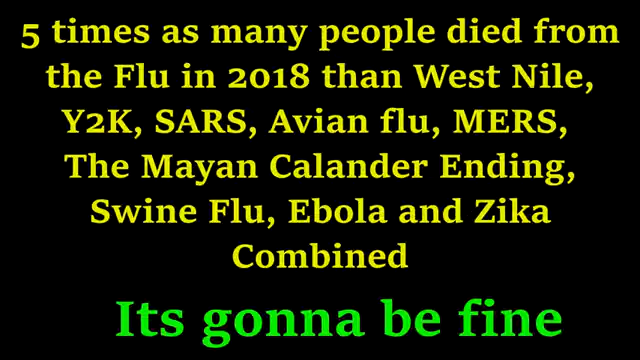 5 times as many people died from
the Flu in 2018 than West Nile,
Y2K, SARS, Avian flu, MERS,
The Mayan Calander Ending,
Swine Flu, Ebola and Zika
Combined
Its gonna be fine